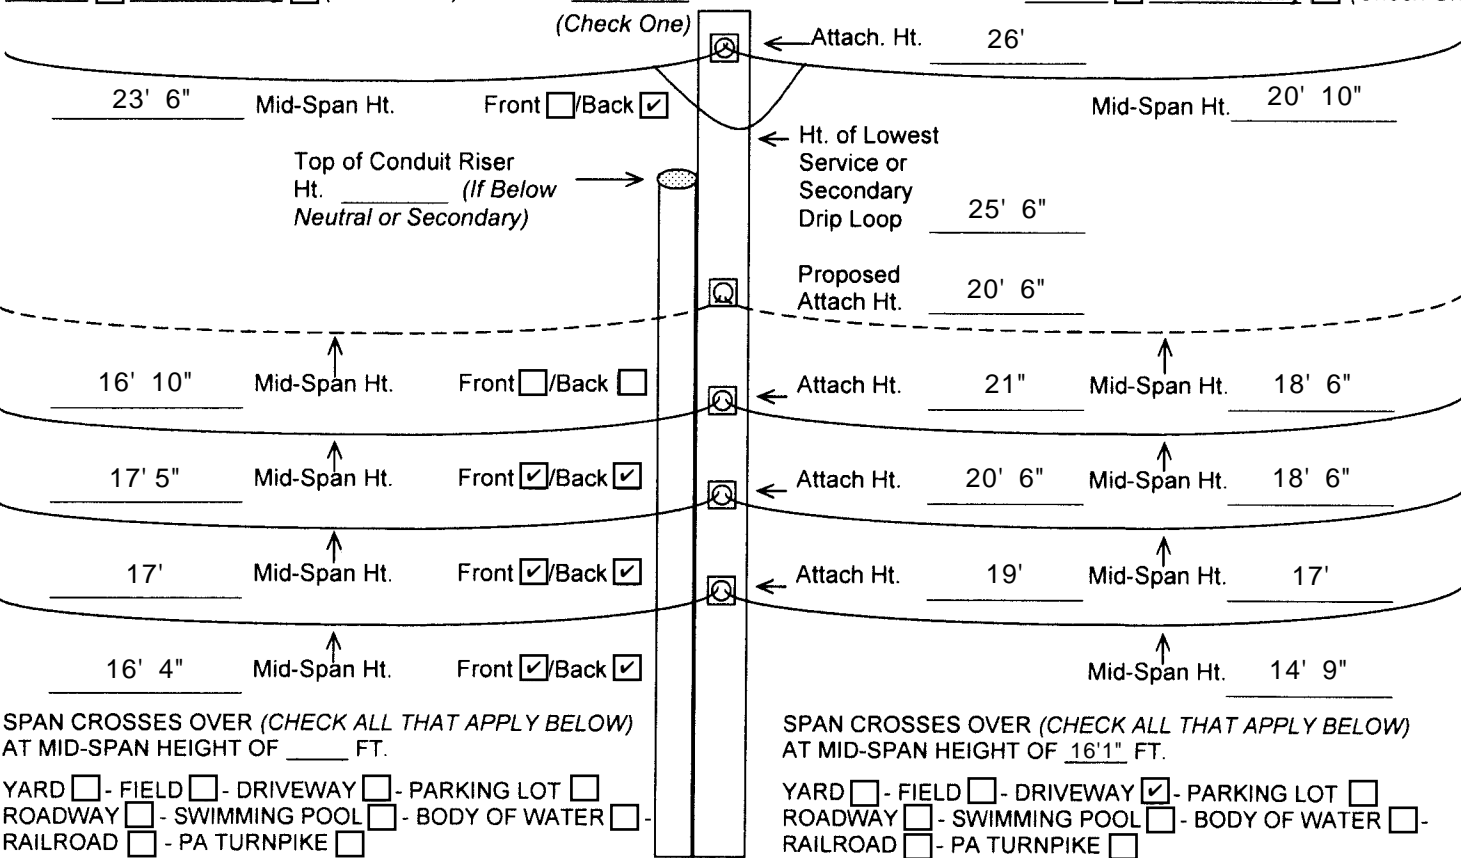 (Check One)
Attach. Ht. 26'
23' 6" Mid-Span Ht. Front ☐/Back ☑
Mid-Span Ht. 20' 10"
Top of Conduit Riser
Ht. ________ (If Below
Neutral or Secondary)
Ht. of Lowest
Service or
Secondary
Drip Loop 25' 6"
Proposed
Attach Ht. 20' 6"
16' 10" Mid-Span Ht. Front ☐/Back ☐
Attach Ht. 21" Mid-Span Ht. 18' 6"
17' 5" Mid-Span Ht. Front ☑/Back ☑
Attach Ht. 20' 6" Mid-Span Ht. 18' 6"
17' Mid-Span Ht. Front ☑/Back ☑
Attach Ht. 19' Mid-Span Ht. 17'
16' 4" Mid-Span Ht. Front ☑/Back ☑
Mid-Span Ht. 14' 9"
SPAN CROSSES OVER (CHECK ALL THAT APPLY BELOW)
AT MID-SPAN HEIGHT OF _____ FT.
YARD ☐ - FIELD ☐ - DRIVEWAY ☐ - PARKING LOT ☐
ROADWAY ☐ - SWIMMING POOL ☐ - BODY OF WATER ☐ -
RAILROAD ☐ - PA TURNPIKE ☐
SPAN CROSSES OVER (CHECK ALL THAT APPLY BELOW)
AT MID-SPAN HEIGHT OF 16'1" FT.
YARD ☐ - FIELD ☐ - DRIVEWAY ☑ - PARKING LOT ☐
ROADWAY ☐ - SWIMMING POOL ☐ - BODY OF WATER ☐ -
RAILROAD ☐ - PA TURNPIKE ☐